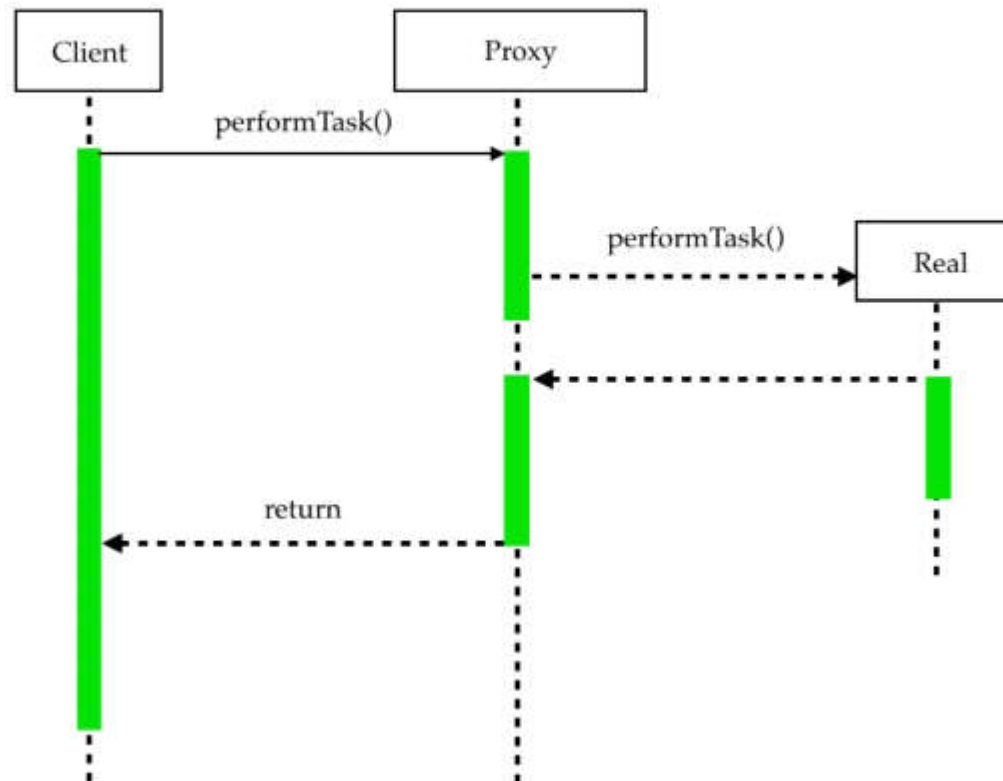 Client
Proxy
performTask()
performTask()
Real
return